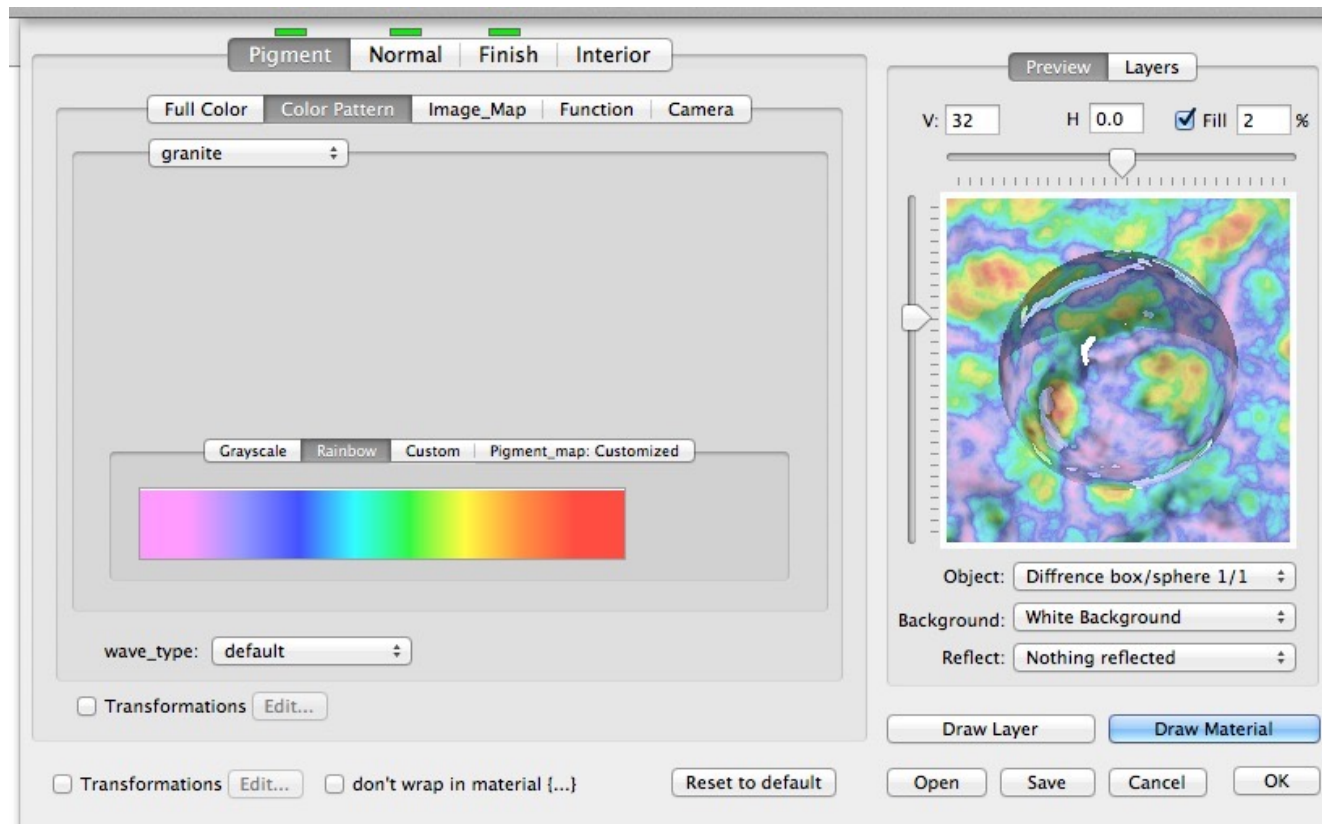 Pigment Normal Finish Interior
Full Color Color Pattern Image_Map Function Camera
granite
Grayscale Rainbow Custom Pigment_map: Customized
wave_type: default
Transformations Edit...
Transformations Edit... don't wrap in material {...} Reset to default
Preview Layers
V: 32 H 0.0 Fill 2 %
Object: Diffrence box/sphere 1/1
Background: White Background
Reflect: Nothing reflected
Draw Layer Draw Material
Open Save Cancel OK